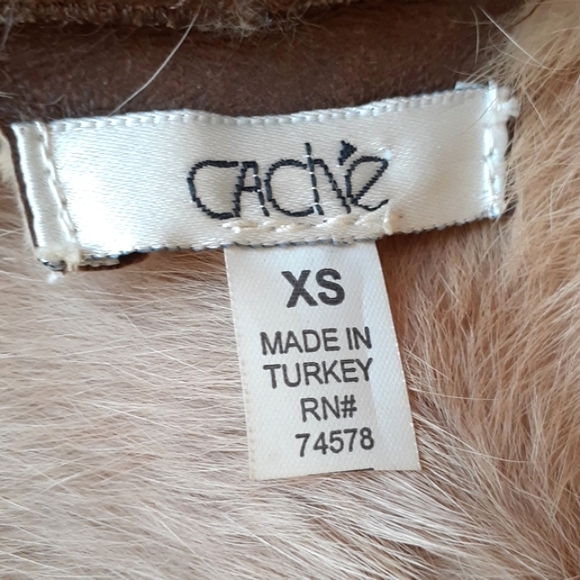 CAChé
XS
MADE IN
TURKEY
RN#
74578